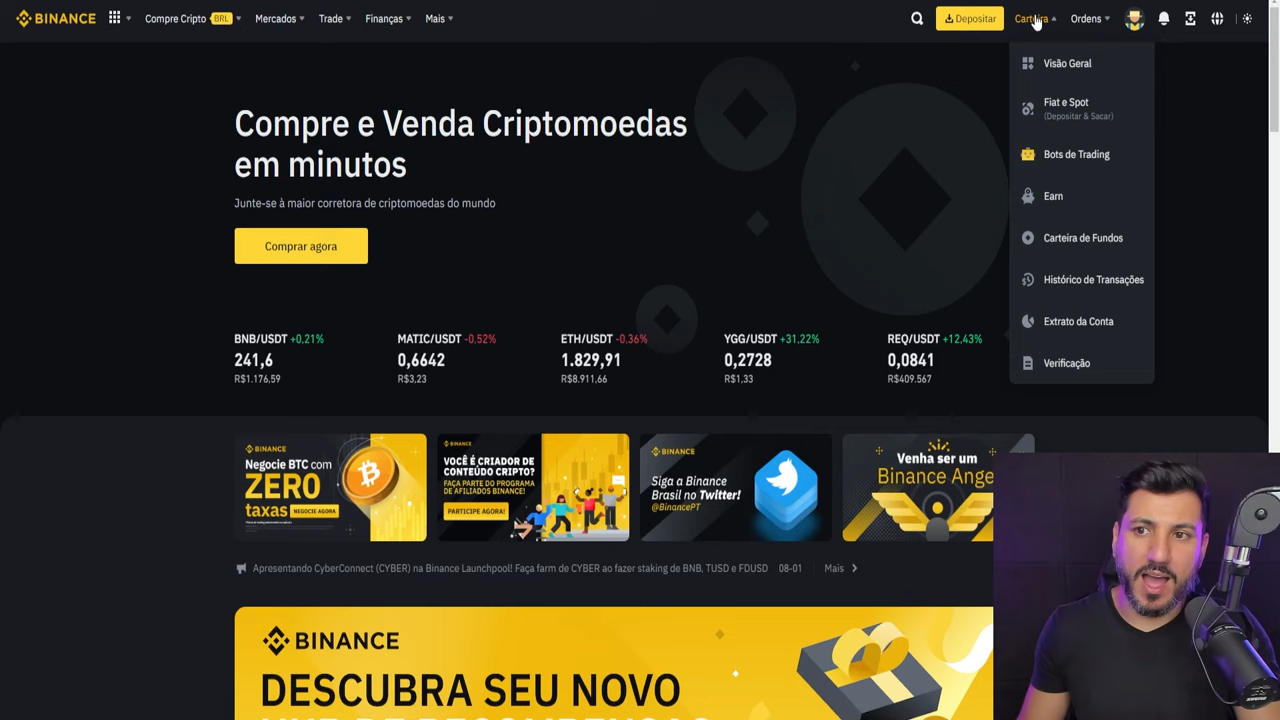 BINANCE
Compre Cripto BRL
Mercados
Trade
Finanças
Mais
Depositar
Carteira
Ordens
Visão Geral
Fiat e Spot
(Depositar & Sacar)
Bots de Trading
Earn
Carteira de Fundos
Histórico de Transações
Extrato da Conta
Verificação
Compre e Venda Criptomoedas
em minutos
Junte-se à maior corretora de criptomoedas do mundo
Comprar agora
BNB/USDT +0,21%
241,6
R$1.176,59
MATIC/USDT -0,52%
0,6642
R$3,23
ETH/USDT -0,36%
1.829,91
R$8.911,66
YGG/USDT +31,22%
0,2728
R$1,33
REQ/USDT +12,43%
0,0841
R$409.567
BINANCE
Negocie BTC com
ZERO
taxas NEGOCIE AGORA
BINANCE
VOCÊ É CRIADOR DE
CONTEÚDO CRIPTO?
FAÇA PARTE DO PROGRAMA
DE AFILIADOS BINANCE!
PARTICIPE AGORA!
BINANCE
Siga a Binance
Brasil no Twitter!
@BinancePT
Venha ser um
Binance Ange
Apresentando CyberConnect (CYBER) na Binance Launchpool! Faça farm de CYBER ao fazer staking de BNB, TUSD e FDUSD 08-01 Mais
BINANCE
DESCUBRA SEU NOVO